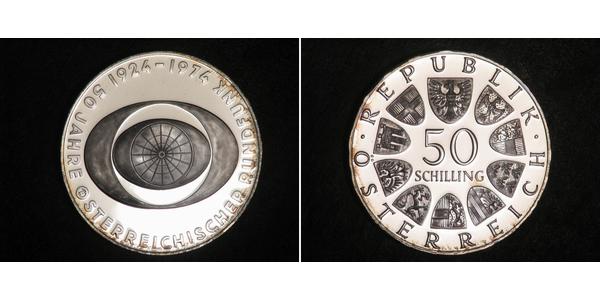 50 JAHRE ÖSTERREICHISCHER RUNDFUNK 1924–1974
REPUBLIK · ÖSTERREICH ·
50
SCHILLING